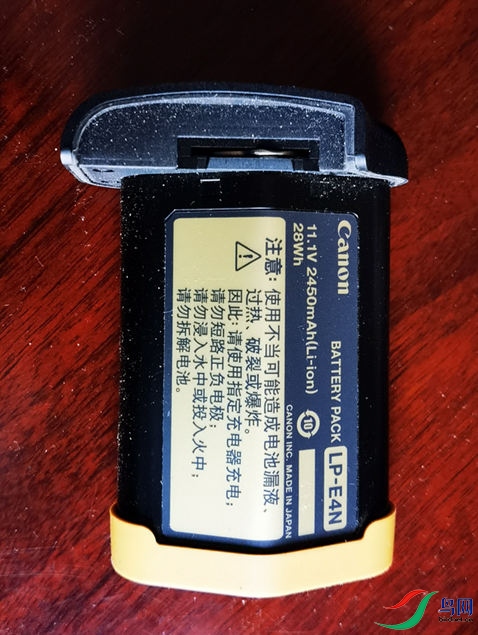 Canon
BATTERY PACK LP-E4N
11.1V 2450mAh(Li-ion)
28Wh
10
CANON INC. MADE IN JAPAN
注意: 使用不当可能造成电池漏液、
过热、破裂或爆炸。
因此: 请使用指定充电器充电;
请勿短路正负电极;
请勿浸入水中或投入火中;
请勿拆解电池。
鸟网